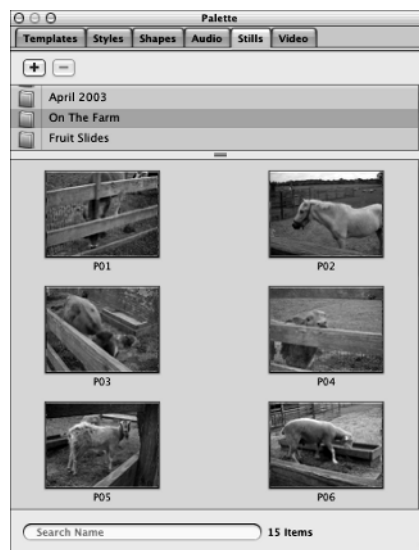 Palette
Templates Styles Shapes Audio Stills Video
April 2003
On The Farm
Fruit Slides
P01 P02
P03 P04
P05 P06
Search Name 15 Items